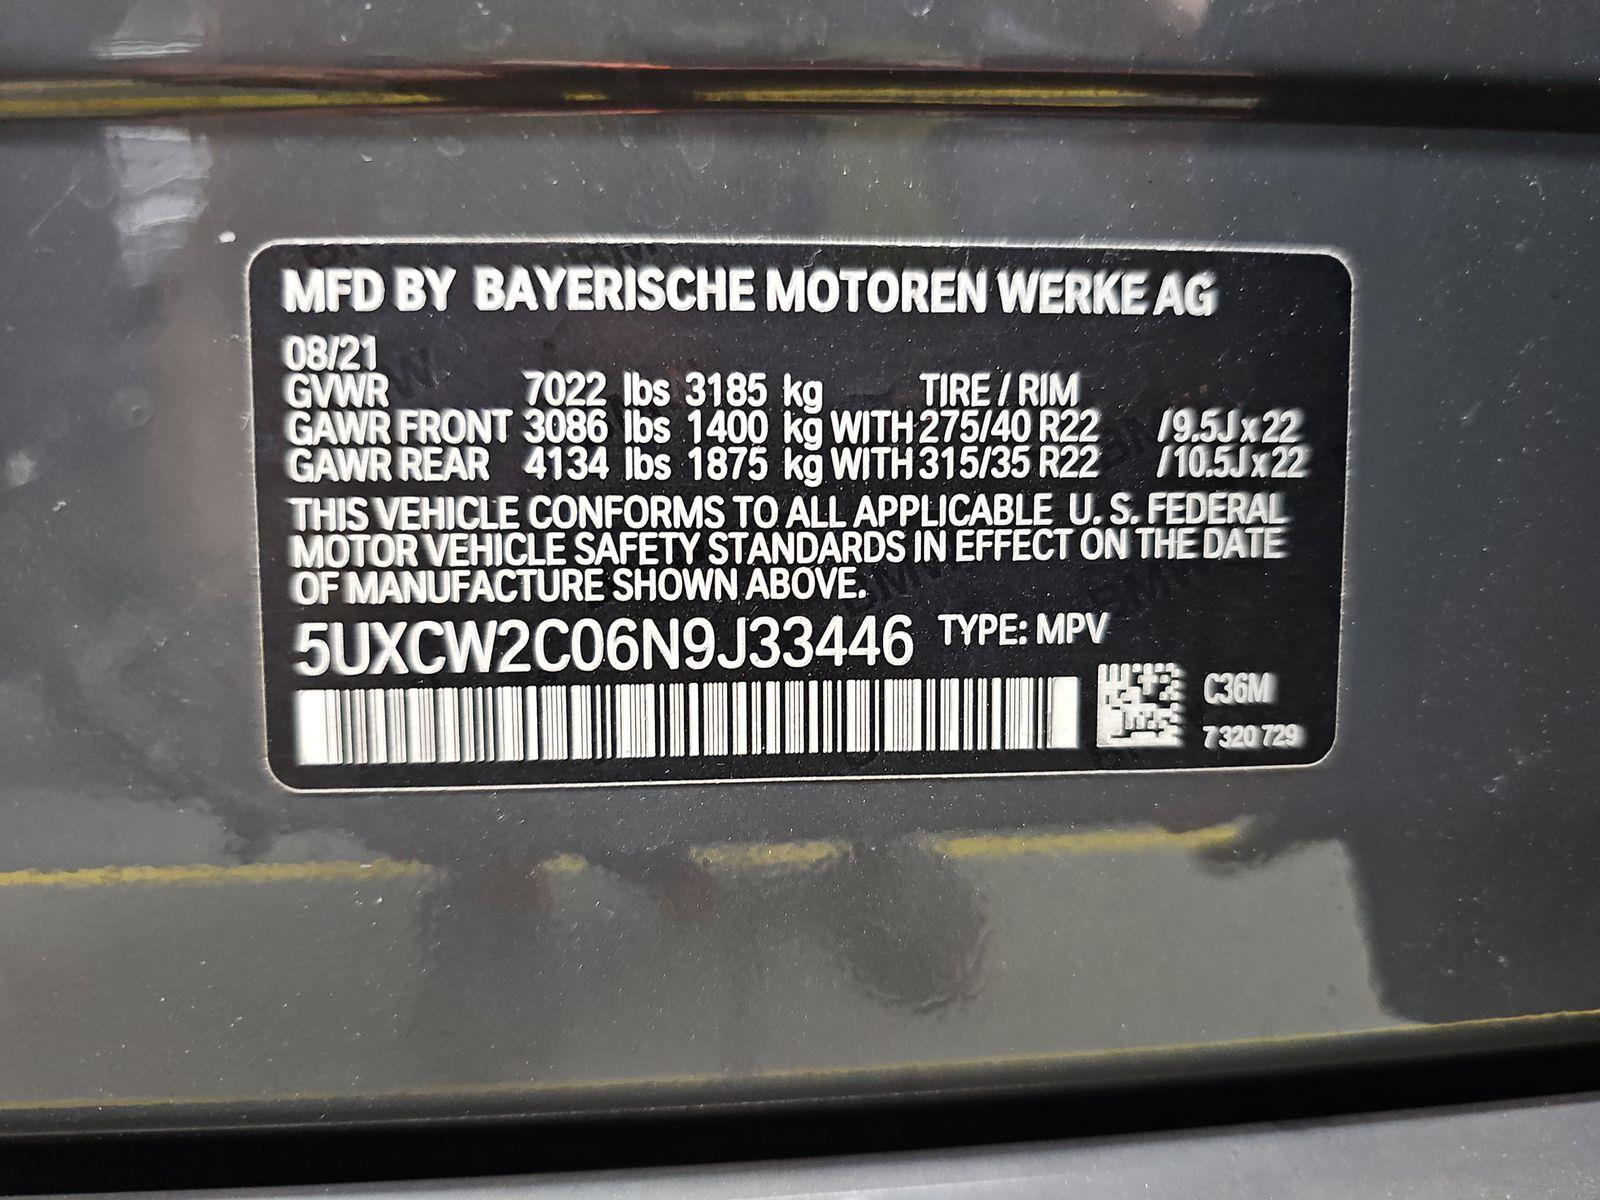 MFD BY BAYERISCHE MOTOREN WERKE AG
08/21
GVWR 7022 lbs 3185 kg TIRE / RIM
GAWR FRONT 3086 lbs 1400 kg WITH 275/40 R22 /9.5J x 22
GAWR REAR 4134 lbs 1875 kg WITH 315/35 R22 /10.5J x 22
THIS VEHICLE CONFORMS TO ALL APPLICABLE U. S. FEDERAL
MOTOR VEHICLE SAFETY STANDARDS IN EFFECT ON THE DATE
OF MANUFACTURE SHOWN ABOVE.
5UXCW2C06N9J33446 TYPE: MPV
C36M
7 320 729